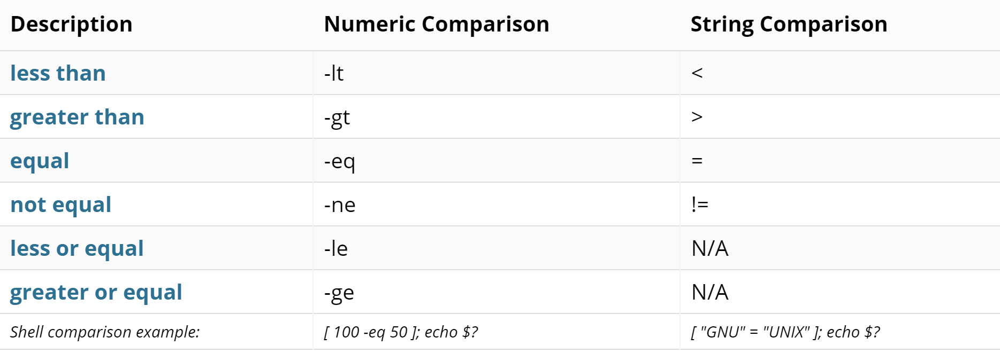 Description Numeric Comparison String Comparison
less than -lt <
greater than -gt >
equal -eq =
not equal -ne !=
less or equal -le N/A
greater or equal -ge N/A
Shell comparison example: [ 100 -eq 50 ]; echo $? [ "GNU" = "UNIX" ]; echo $?